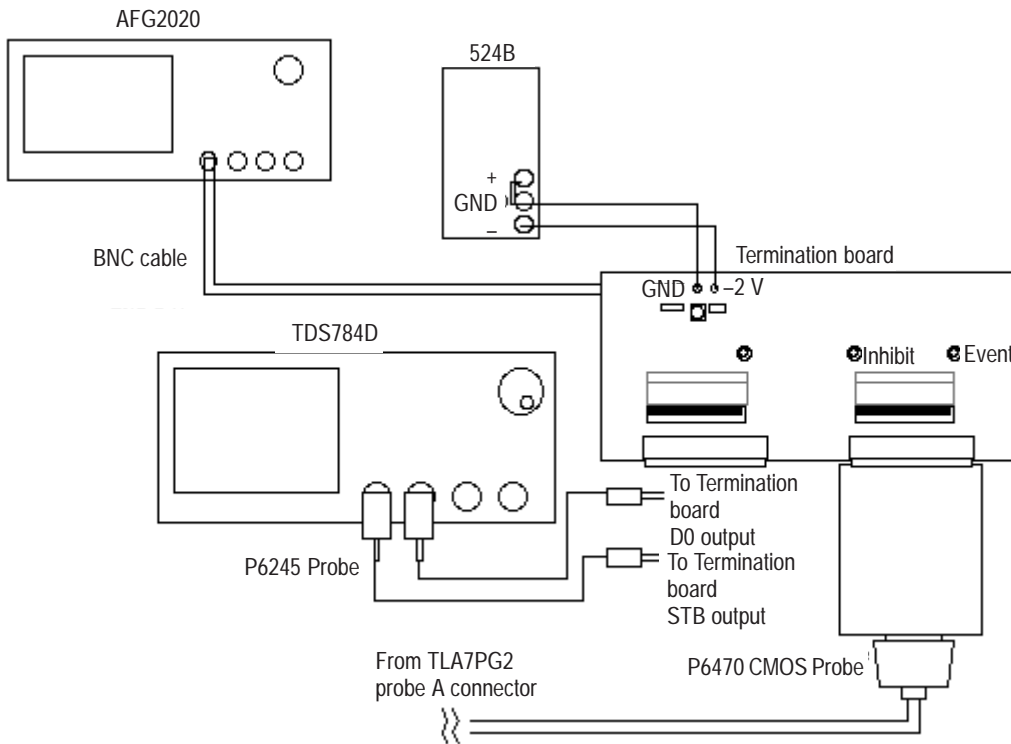 AFG2020
524B
+
GND
–
BNC cable
Termination board
GND
–2 V
TDS784D
Inhibit
Event
To Termination
board
D0 output
To Termination
board
STB output
P6245 Probe
From TLA7PG2
probe A connector
P6470 CMOS Probe